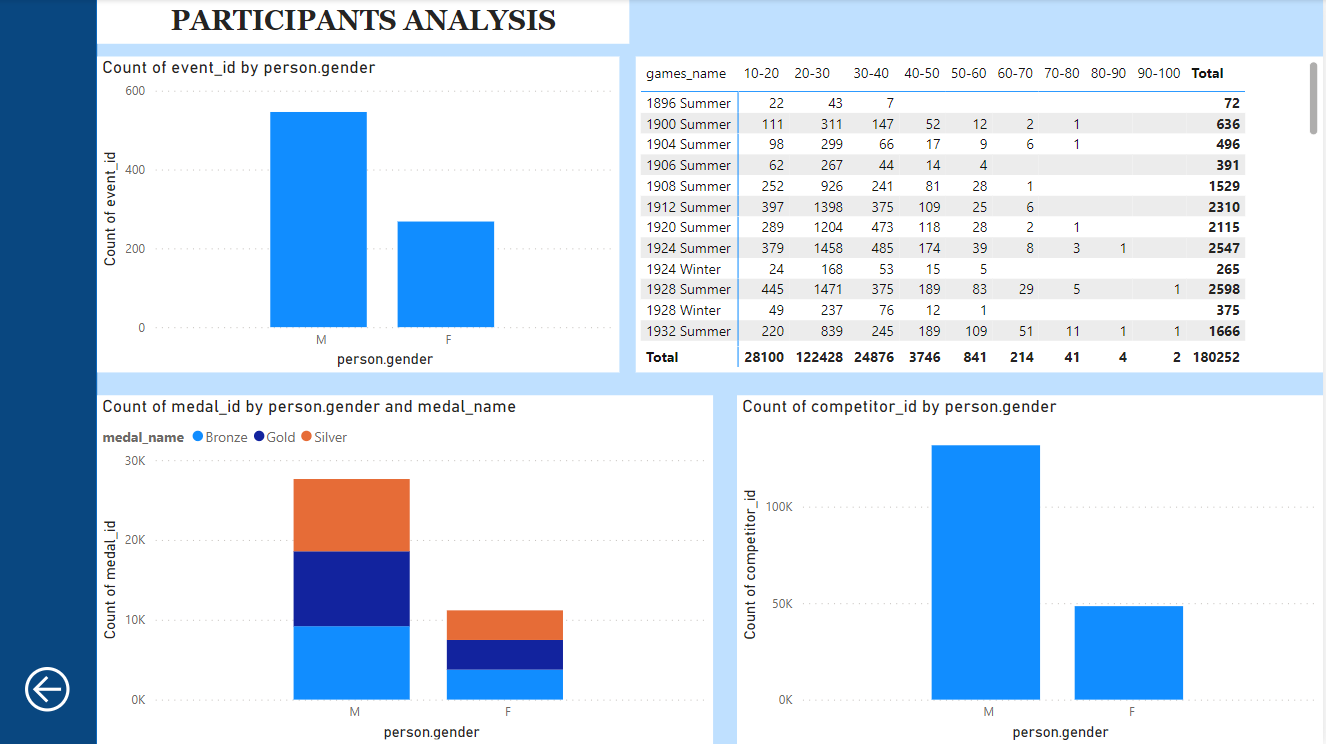 PARTICIPANTS ANALYSIS
Count of event_id by person.gender
600
400
200
0
Count of event_id
M F
person.gender
games_name 10-20 20-30 30-40 40-50 50-60 60-70 70-80 80-90 90-100 Total
1896 Summer 22 43 7 72
1900 Summer 111 311 147 52 12 2 1 636
1904 Summer 98 299 66 17 9 6 1 496
1906 Summer 62 267 44 14 4 391
1908 Summer 252 926 241 81 28 1 1529
1912 Summer 397 1398 375 109 25 6 2310
1920 Summer 289 1204 473 118 28 2 1 2115
1924 Summer 379 1458 485 174 39 8 3 1 2547
1924 Winter 24 168 53 15 5 265
1928 Summer 445 1471 375 189 83 29 5 1 2598
1928 Winter 49 237 76 12 1 375
1932 Summer 220 839 245 189 109 51 11 1 1 1666
Total 28100 122428 24876 3746 841 214 41 4 2 180252
Count of medal_id by person.gender and medal_name
medal_name Bronze Gold Silver
30K
20K
10K
0K
Count of medal_id
M F
person.gender
Count of competitor_id by person.gender
100K
50K
0K
Count of competitor_id
M F
person.gender